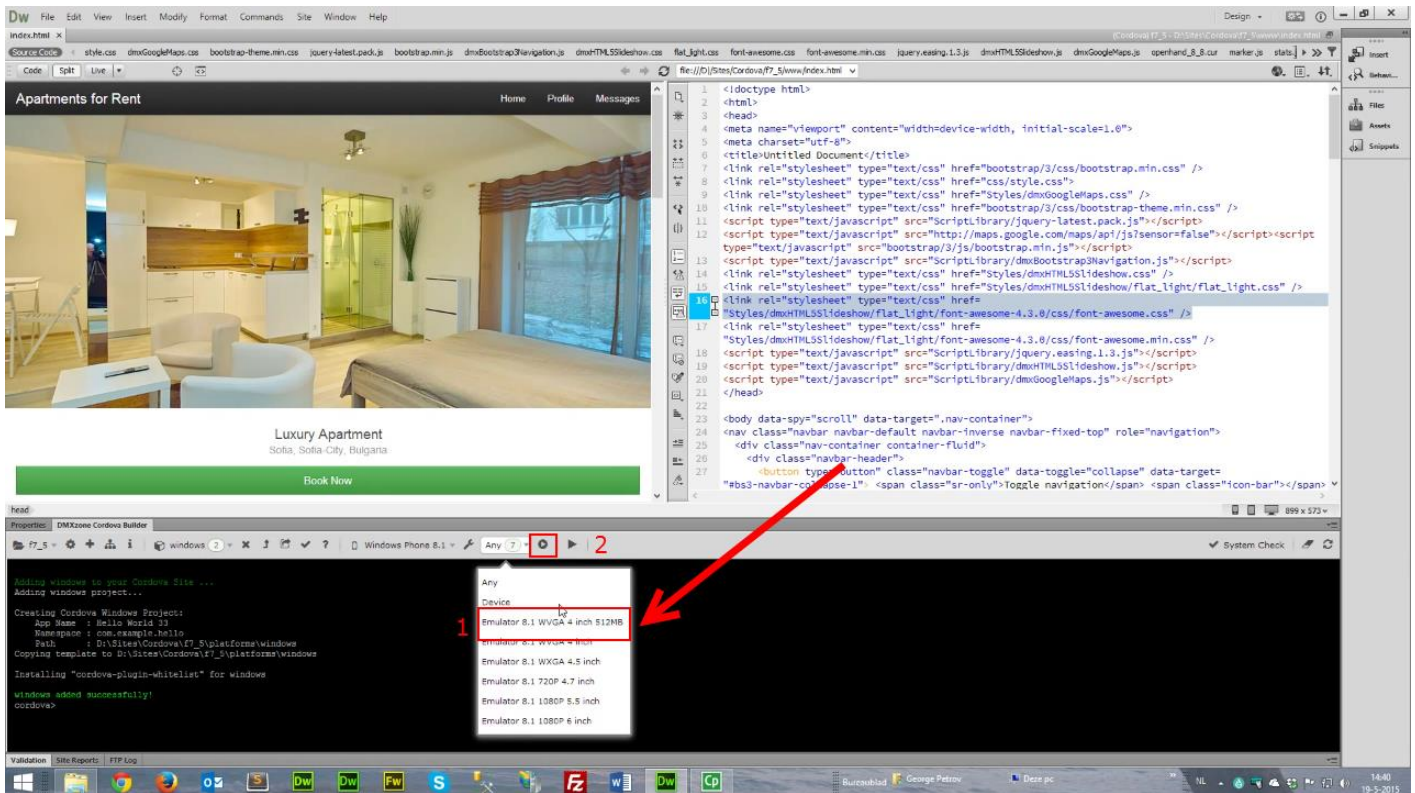 Dw File Edit View Insert Modify Format Commands Site Window Help Design
index.html × (Cordova) f7_5 - D:\Sites\Cordova\f7_5\www\index.html
Source Code style.css dmxGoogleMaps.css bootstrap-theme.min.css jquery-latest.pack.js bootstrap.min.js dmxBootstrap3Navigation.js dmxHTML5Slideshow.css flat_light.css font-awesome.css font-awesome.min.css jquery.easing.1.3.js dmxHTML5Slideshow.js dmxGoogleMaps.js openhand_8_8.cur marker.js stats.j
Code Split Live file:///D|/Sites/Cordova/f7_5/www/index.html
Insert
Behavi...
Files
Assets
Snippets
Apartments for Rent Home Profile Messages
Luxury Apartment
Sofia, Sofia-City, Bulgaria
Book Now
1 <!doctype html>
2 <html>
3 <head>
4 <meta name="viewport" content="width=device-width, initial-scale=1.0">
5 <meta charset="utf-8">
6 <title>Untitled Document</title>
7 <link rel="stylesheet" type="text/css" href="bootstrap/3/css/bootstrap.min.css" />
8 <link rel="stylesheet" type="text/css" href="css/style.css">
9 <link rel="stylesheet" type="text/css" href="Styles/dmxGoogleMaps.css" />
10 <link rel="stylesheet" type="text/css" href="bootstrap/3/css/bootstrap-theme.min.css" />
11 <script type="text/javascript" src="ScriptLibrary/jquery-latest.pack.js"></script>
12 <script type="text/javascript" src="http://maps.google.com/maps/api/js?sensor=false"></script><script
type="text/javascript" src="bootstrap/3/js/bootstrap.min.js"></script>
13 <script type="text/javascript" src="ScriptLibrary/dmxBootstrap3Navigation.js"></script>
14 <link rel="stylesheet" type="text/css" href="Styles/dmxHTML5Slideshow.css" />
15 <link rel="stylesheet" type="text/css" href="Styles/dmxHTML5Slideshow/flat_light/flat_light.css" />
16 <link rel="stylesheet" type="text/css" href=
"Styles/dmxHTML5Slideshow/flat_light/font-awesome-4.3.0/css/font-awesome.css" />
17 <link rel="stylesheet" type="text/css" href=
"Styles/dmxHTML5Slideshow/flat_light/font-awesome-4.3.0/css/font-awesome.min.css" />
18 <script type="text/javascript" src="ScriptLibrary/jquery.easing.1.3.js"></script>
19 <script type="text/javascript" src="ScriptLibrary/dmxHTML5Slideshow.js"></script>
20 <script type="text/javascript" src="ScriptLibrary/dmxGoogleMaps.js"></script>
21 </head>
22
23 <body data-spy="scroll" data-target=".nav-container">
24 <nav class="navbar navbar-default navbar-inverse navbar-fixed-top" role="navigation">
25 <div class="nav-container container-fluid">
26 <div class="navbar-header">
27 <button type="button" class="navbar-toggle" data-toggle="collapse" data-target=
"#bs3-navbar-collapse-1"> <span class="sr-only">Toggle navigation</span> <span class="icon-bar"></span>
head 899 x 573
Properties DMXzone Cordova Builder
f7_5 i windows 2 ? Windows Phone 8.1 Any 7 2 System Check
Adding windows to your Cordova Site ...
Adding windows project...
Creating Cordova Windows Project:
App Name : Hello World 33
Namespace : com.example.hello
Path : D:\Sites\Cordova\f7_5\platforms\windows
Copying template to D:\Sites\Cordova\f7_5\platforms\windows
Installing "cordova-plugin-whitelist" for windows
windows added successfully!
cordova>
Any
Device
1 Emulator 8.1 WVGA 4 inch 512MB
Emulator 8.1 WVGA 4 inch
Emulator 8.1 WXGA 4.5 inch
Emulator 8.1 720P 4.7 inch
Emulator 8.1 1080P 5.5 inch
Emulator 8.1 1080P 6 inch
Validation Site Reports FTP Log
Dw Dw Fw S Fz W Dw Cp Bureaublad George Petrov Deze pc NL 14:40
19-5-2015